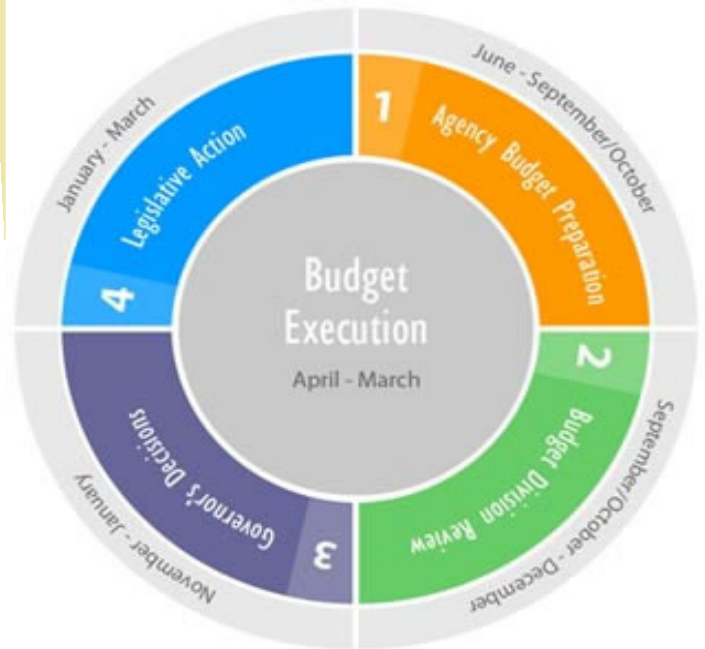 Budget
Execution
April - March
1
Agency Budget Preparation
June - September/October
2
Budget Division Review
September/October - December
3
Governor's Decisions
November - January
4
Legislative Action
January - March